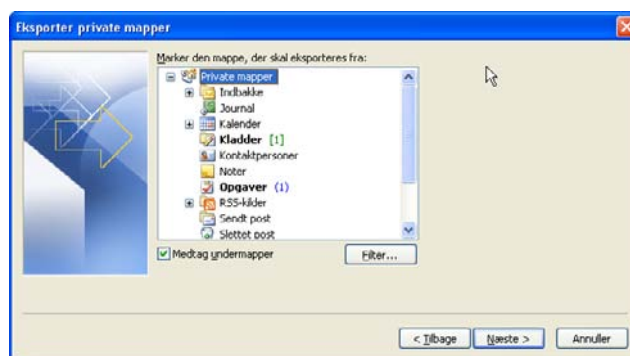 Eksporter private mapper
Marker den mappe, der skal eksporteres fra:
Private mapper
Indbakke
Journal
Kalender
Kladder [1]
Kontaktpersoner
Noter
Opgaver (1)
RSS-kilder
Sendt post
Slettet post
Medtag undermapper
Filter...
< Tilbage
Næste >
Annuller